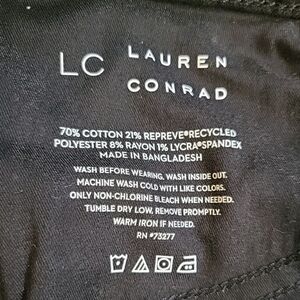 LC LAUREN CONRAD
70% COTTON 21% REPREVE®RECYCLED
POLYESTER 8% RAYON 1% LYCRA®SPANDEX
MADE IN BANGLADESH
WASH BEFORE WEARING, WASH INSIDE OUT.
MACHINE WASH COLD WITH LIKE COLORS.
ONLY NON-CHLORINE BLEACH WHEN NEEDED.
TUMBLE DRY LOW, REMOVE PROMPTLY.
WARM IRON IF NEEDED.
RN #73277